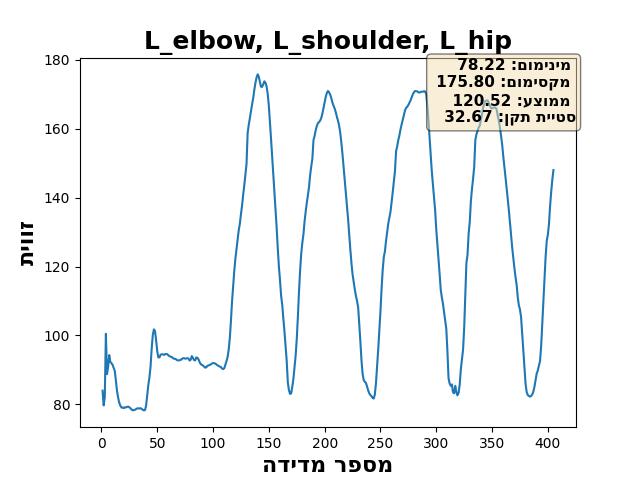 L_elbow, L_shoulder, L_hip
מינימום: 78.22
מקסימום: 175.80
ממוצע: 120.52
סטיית תקן: 32.67
זווית
180
160
140
120
100
80
0 50 100 150 200 250 300 350 400
מספר מדידה